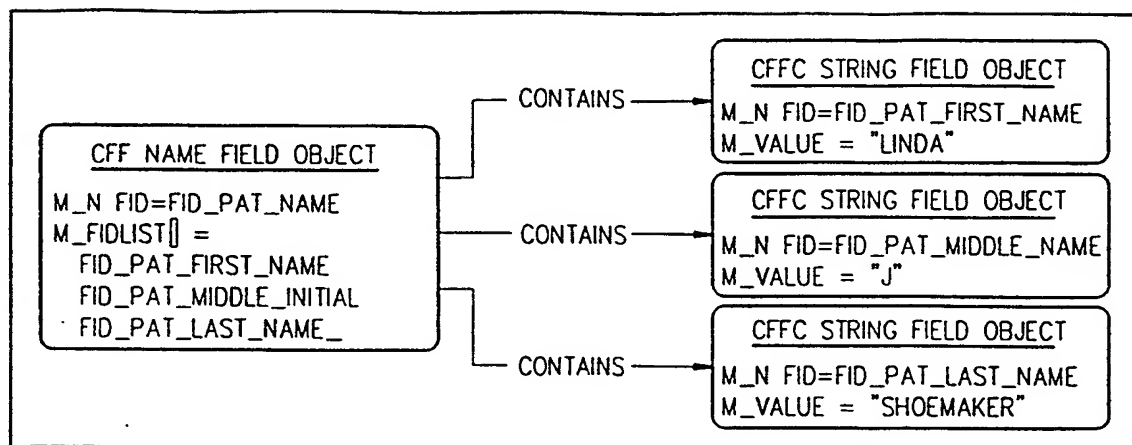 CFF NAME FIELD OBJECT
M_N FID=FID_PAT_NAME
M_FIDLIST[] =
FID_PAT_FIRST_NAME
FID_PAT_MIDDLE_INITIAL
FID_PAT_LAST_NAME_
CONTAINS
CFFC STRING FIELD OBJECT
M_N FID=FID_PAT_FIRST_NAME
M_VALUE = "LINDA"
CONTAINS
CFFC STRING FIELD OBJECT
M_N FID=FID_PAT_MIDDLE_NAME
M_VALUE = "J"
CONTAINS
CFFC STRING FIELD OBJECT
M_N FID=FID_PAT_LAST_NAME
M_VALUE = "SHOEMAKER"